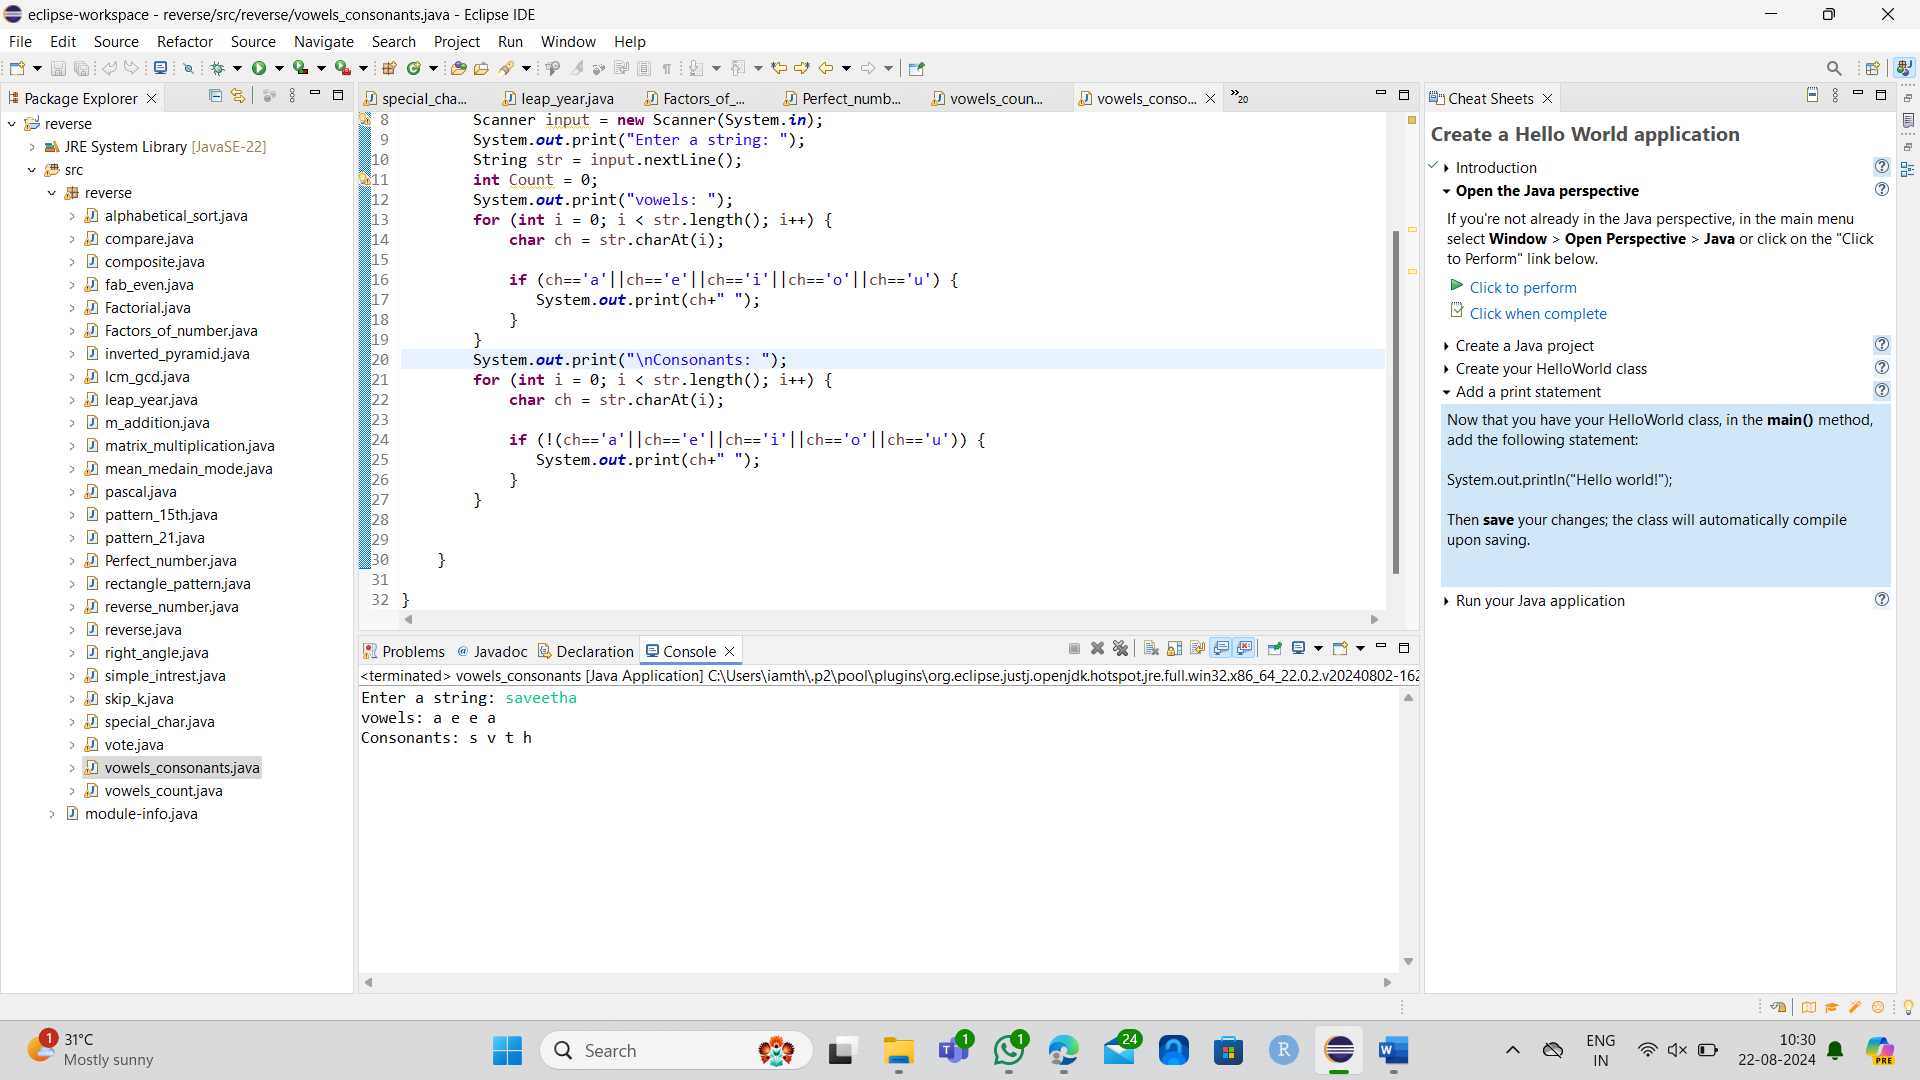 eclipse-workspace - reverse/src/reverse/vowels_consonants.java - Eclipse IDE
File Edit Source Refactor Source Navigate Search Project Run Window Help
Package Explorer
reverse
JRE System Library [JavaSE-22]
src
reverse
alphabetical_sort.java
compare.java
composite.java
fab_even.java
Factorial.java
Factors_of_number.java
inverted_pyramid.java
lcm_gcd.java
leap_year.java
m_addition.java
matrix_multiplication.java
mean_medain_mode.java
pascal.java
pattern_15th.java
pattern_21.java
Perfect_number.java
rectangle_pattern.java
reverse_number.java
reverse.java
right_angle.java
simple_intrest.java
skip_k.java
special_char.java
vote.java
vowels_consonants.java
vowels_count.java
module-info.java
special_cha... leap_year.java Factors_of_... Perfect_numb... vowels_coun... vowels_conso... »20
8 Scanner input = new Scanner(System.in);
9 System.out.print("Enter a string: ");
10 String str = input.nextLine();
11 int Count = 0;
12 System.out.print("vowels: ");
13 for (int i = 0; i < str.length(); i++) {
14 char ch = str.charAt(i);
15
16 if (ch=='a'||ch=='e'||ch=='i'||ch=='o'||ch=='u') {
17 System.out.print(ch+" ");
18 }
19 }
20 System.out.print("\nConsonants: ");
21 for (int i = 0; i < str.length(); i++) {
22 char ch = str.charAt(i);
23
24 if (!(ch=='a'||ch=='e'||ch=='i'||ch=='o'||ch=='u')) {
25 System.out.print(ch+" ");
26 }
27 }
28
29
30 }
31
32 }
Problems @ Javadoc Declaration Console
<terminated> vowels_consonants [Java Application] C:\Users\iamth\.p2\pool\plugins\org.eclipse.justj.openjdk.hotspot.jre.full.win32.x86_64_22.0.2.v20240802-162
Enter a string: saveetha
vowels: a e e a
Consonants: s v t h
Cheat Sheets
Create a Hello World application
Introduction
Open the Java perspective
If you're not already in the Java perspective, in the main menu
select Window > Open Perspective > Java or click on the "Click
to Perform" link below.
Click to perform
Click when complete
Create a Java project
Create your HelloWorld class
Add a print statement
Now that you have your HelloWorld class, in the main() method,
add the following statement:
System.out.println("Hello world!");
Then save your changes; the class will automatically compile
upon saving.
Run your Java application
1
31°C
Mostly sunny
Search
1
1
24
R
W
ENG
IN
10:30
22-08-2024
PRE